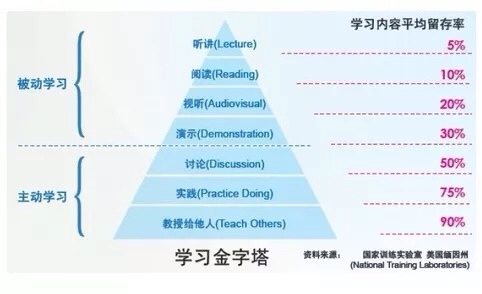 学习内容平均留存率
听讲(Lecture) 5%
阅读(Reading) 10%
被动学习
视听(Audiovisual) 20%
演示(Demonstration) 30%
讨论(Discussion) 50%
主动学习
实践(Practice Doing) 75%
教授给他人(Teach Others) 90%
学习金字塔
资料来源： 国家训练实验室 美国缅因州
(National Training Laboratories)